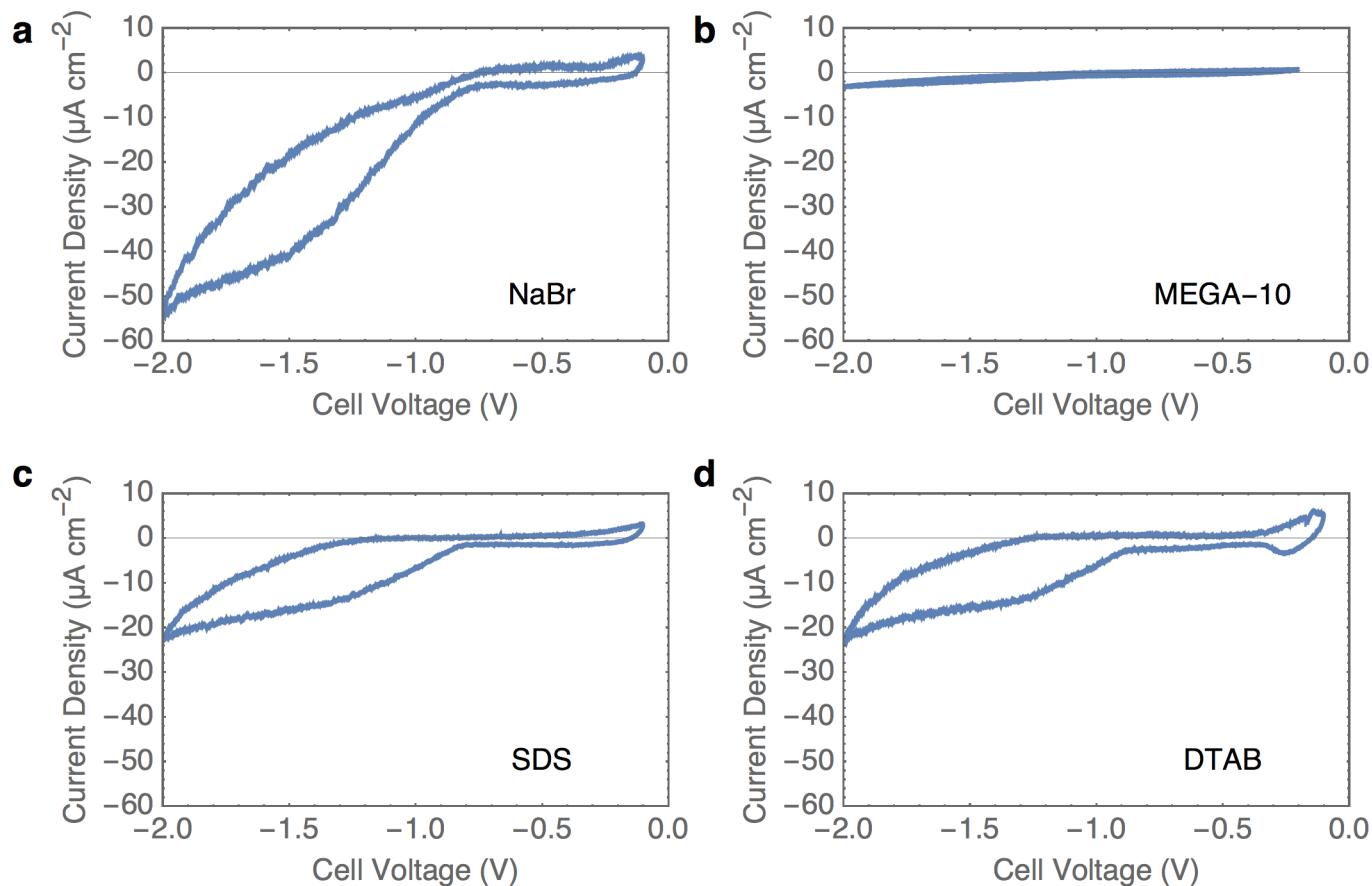 a
Current Density (µA cm−2)
10
0
−10
−20
−30
−40
−50
−60
NaBr
−2.0 −1.5 −1.0 −0.5 0.0
Cell Voltage (V)
b
Current Density (µA cm−2)
10
0
−10
−20
−30
−40
−50
−60
MEGA−10
−2.0 −1.5 −1.0 −0.5 0.0
Cell Voltage (V)
c
Current Density (µA cm−2)
10
0
−10
−20
−30
−40
−50
−60
SDS
−2.0 −1.5 −1.0 −0.5 0.0
Cell Voltage (V)
d
Current Density (µA cm−2)
10
0
−10
−20
−30
−40
−50
−60
DTAB
−2.0 −1.5 −1.0 −0.5 0.0
Cell Voltage (V)